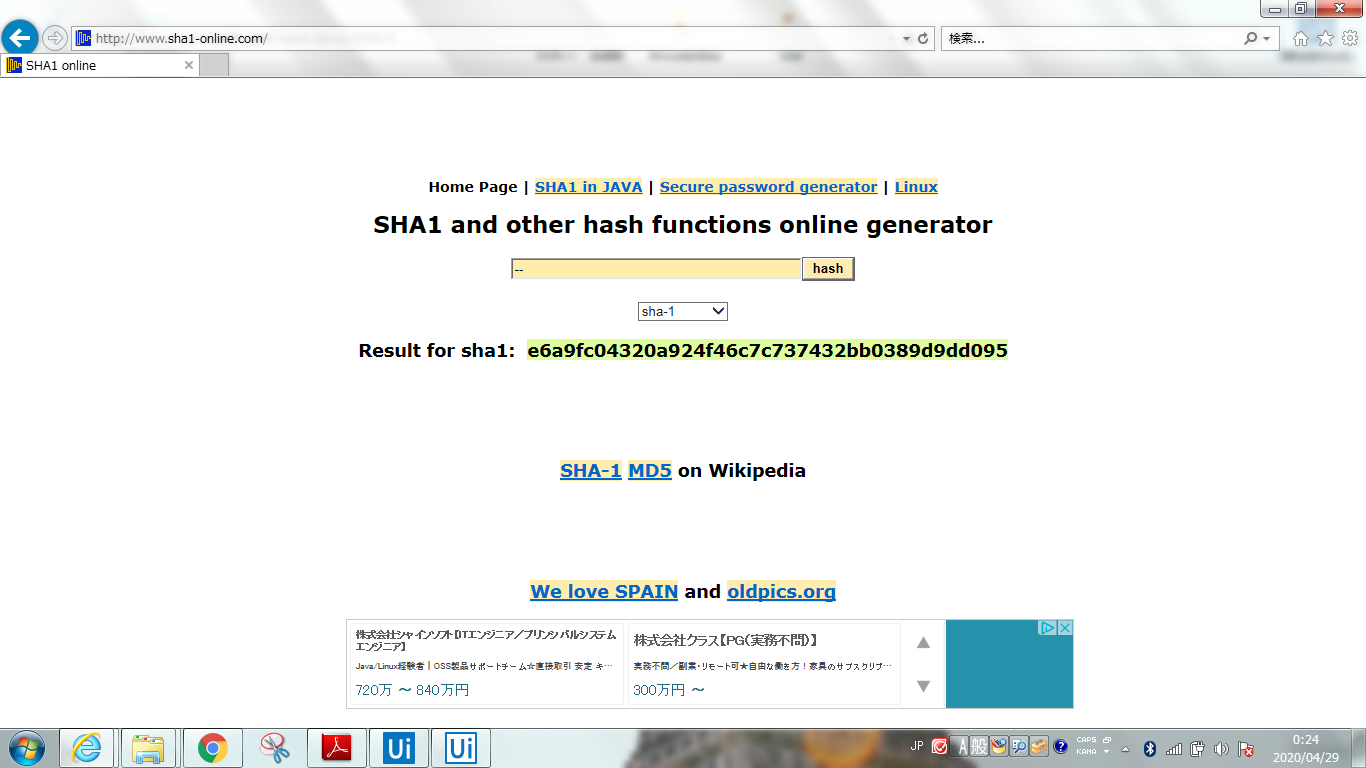 http://www.sha1-online.com/
検索...
SHA1 online
Home Page | SHA1 in JAVA | Secure password generator | Linux
SHA1 and other hash functions online generator
--
hash
sha-1
Result for sha1: e6a9fc04320a924f46c7c737432bb0389d9dd095
SHA-1 MD5 on Wikipedia
We love SPAIN and oldpics.org
株式会社シャインソフト【ITエンジニア／プリンシパルシステム
エンジニア】
Java/Linux経験者｜OSS製品サポートチーム☆直接取引 安定 キ…
720万 ～ 840万円
株式会社クラス【PG（実務不問）】
実務不問／副業・リモート可★自由な働き方！家具のサブスクリプ…
300万円 ～
Ui
Ui
JP
A 般
CAPS
KANA
0:24
2020/04/29